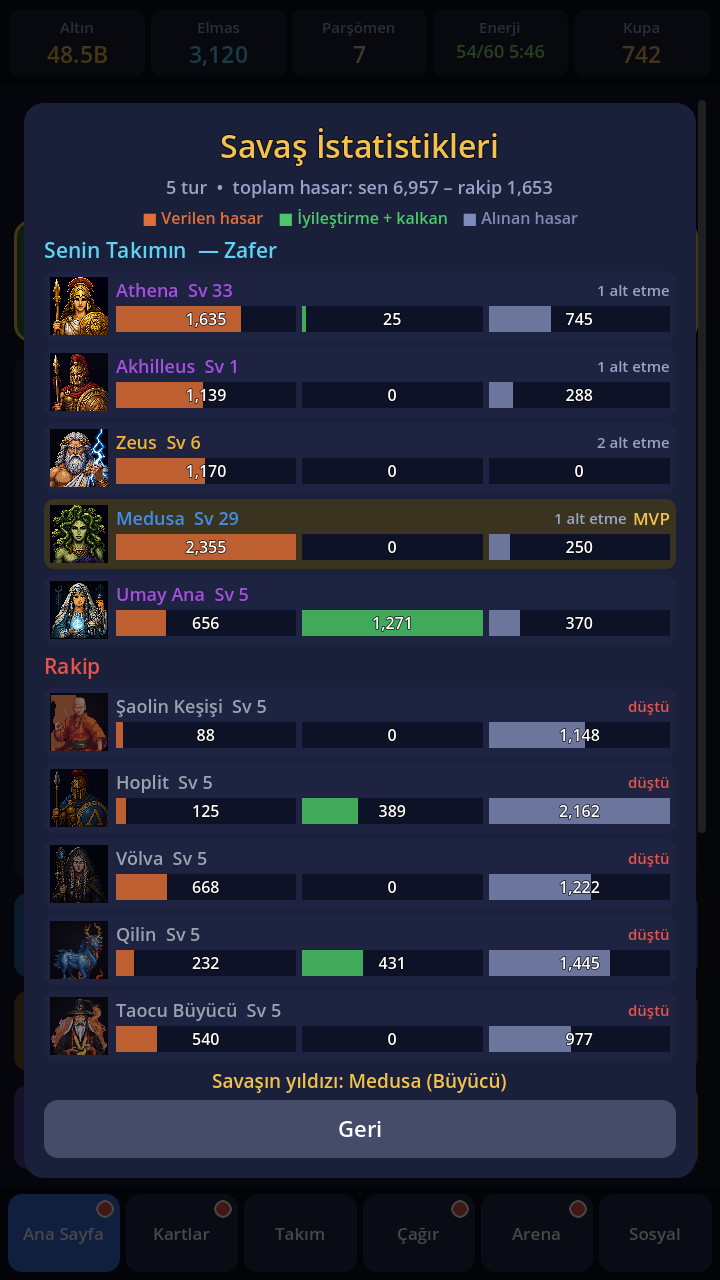 Altın Elmas Parşömen Enerji Kupa
48.5B 3,120 7 54/60 5:46 742
Savaş İstatistikleri
5 tur • toplam hasar: sen 6,957 – rakip 1,653
Verilen hasar İyileştirme + kalkan Alınan hasar
Senin Takımın — Zafer
Athena Sv 33 1 alt etme
1,635 25 745
Akhilleus Sv 1 1 alt etme
1,139 0 288
Zeus Sv 6 2 alt etme
1,170 0 0
Medusa Sv 29 1 alt etme MVP
2,355 0 250
Umay Ana Sv 5
656 1,271 370
Rakip
Şaolin Keşişi Sv 5 düştü
88 0 1,148
Hoplit Sv 5 düştü
125 389 2,162
Völva Sv 5 düştü
668 0 1,222
Qilin Sv 5 düştü
232 431 1,445
Taocu Büyücü Sv 5 düştü
540 0 977
Savaşın yıldızı: Medusa (Büyücü)
Geri
Ana Sayfa Kartlar Takım Çağır Arena Sosyal